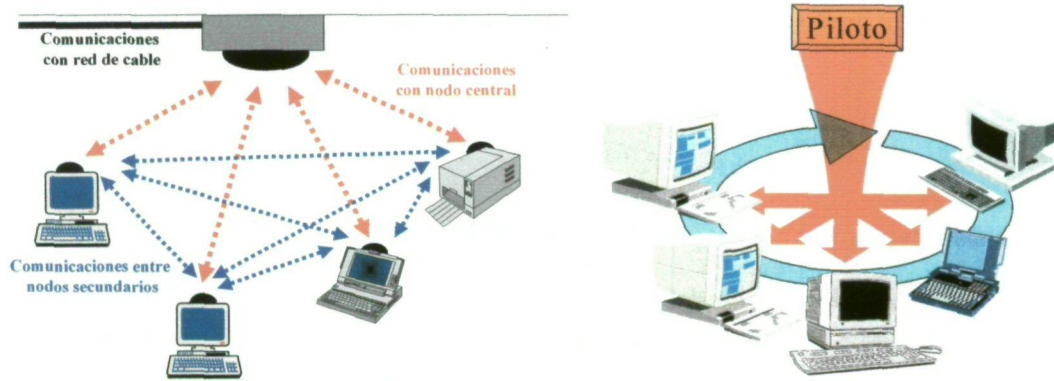 Comunicaciones
con red de cable
Comunicaciones
con nodo central
Comunicaciones entre
nodos secundarios
Piloto